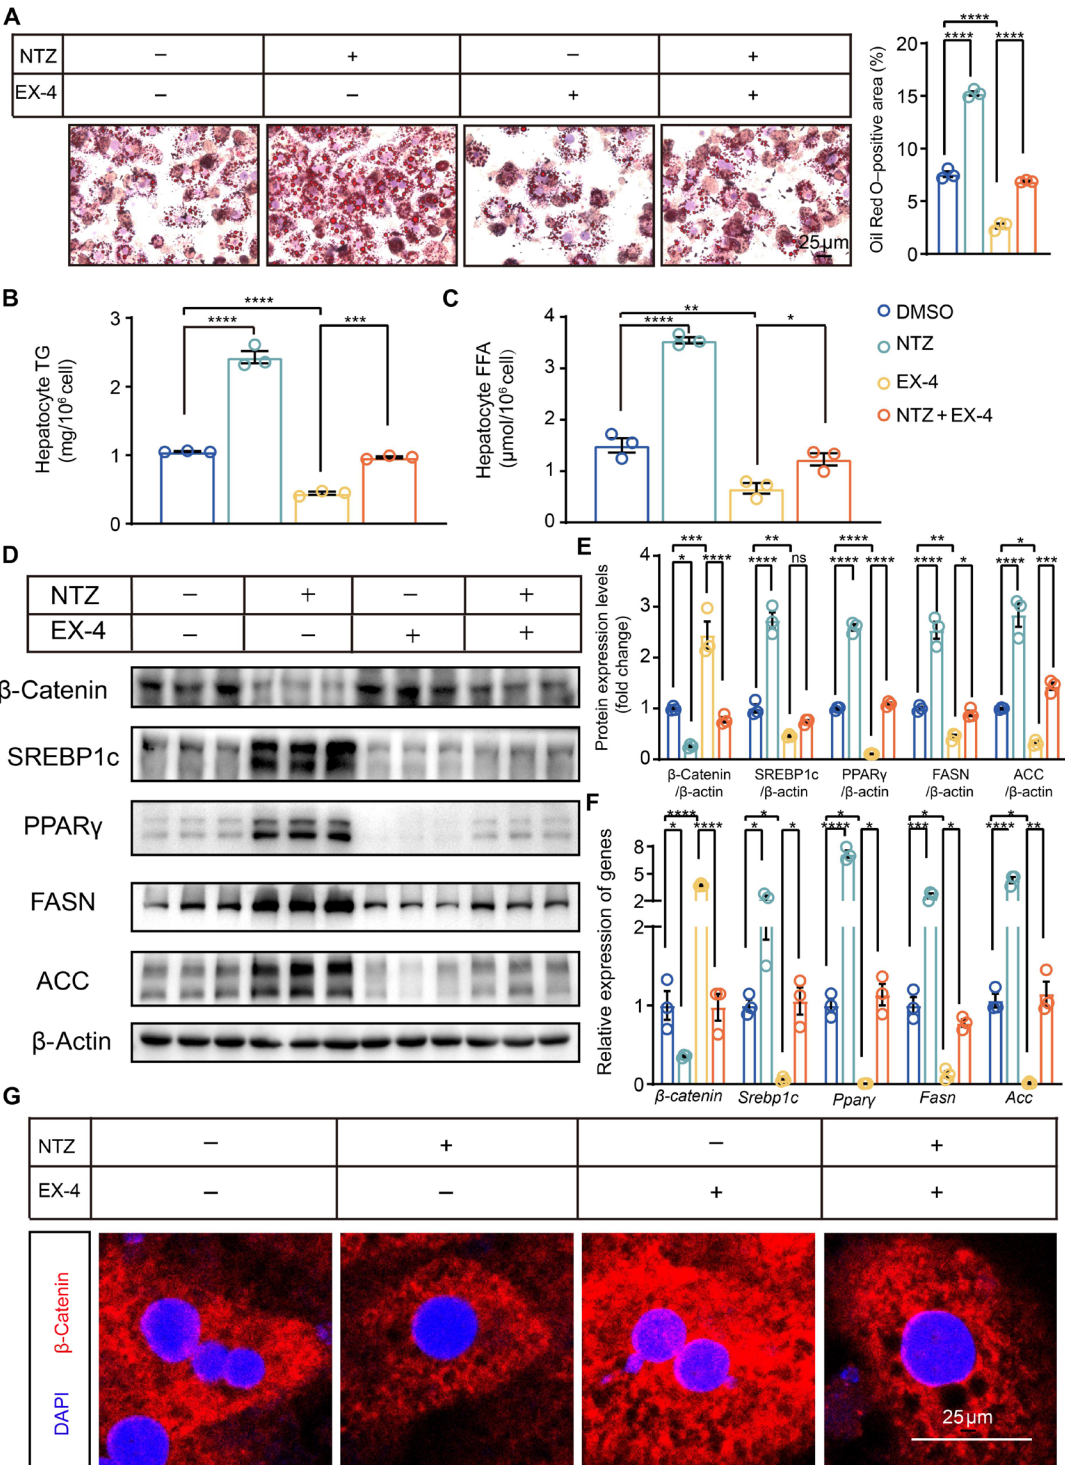 A
NTZ – + – +
EX-4 – – + +
25 μm
Oil Red O–positive area (%)
20
15
10
5
0
****
**** ****
B
Hepatocyte TG
(mg/10⁶ cell)
3
2
1
0
****
**** ***
C
Hepatocyte FFA
(μmol/10⁶ cell)
4
3
2
1
0
**
**** *
DMSO
NTZ
EX-4
NTZ + EX-4
D
NTZ – + – +
EX-4 – – + +
β-Catenin
SREBP1c
PPARγ
FASN
ACC
β-Actin
E
Protein expression levels
(fold change)
4
3
2
1
0
*** ** **** ** *
* **** **** ns **** **** **** * **** ***
β-Catenin SREBP1c PPARγ FASN ACC
/β-actin /β-actin /β-actin /β-actin /β-actin
F
Relative expression of genes
8
5
2
2
1
0
**** * * * *
* **** * * **** * *** * **** **
β-catenin Srebp1c Pparγ Fasn Acc
G
NTZ – + – +
EX-4 – – + +
β-Catenin
DAPI
25 μm